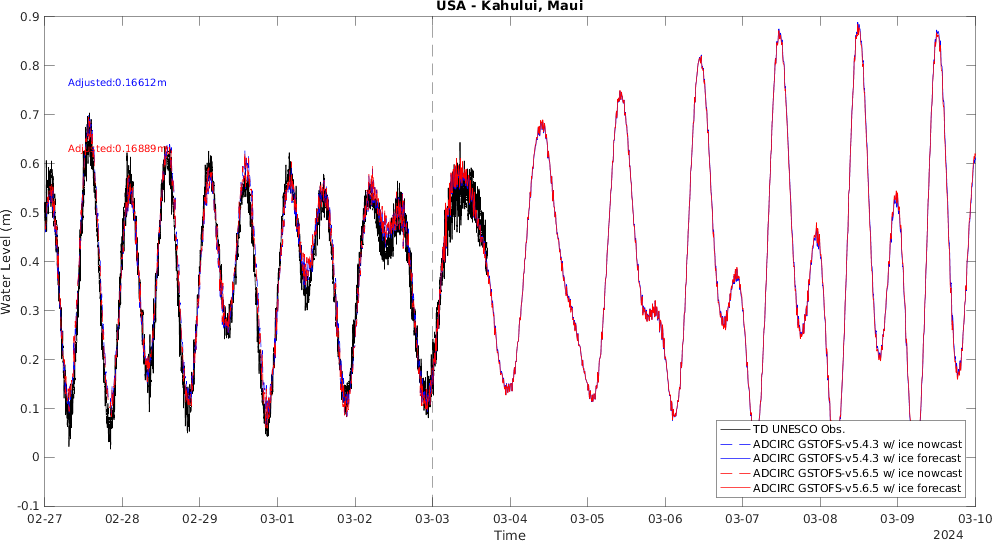 USA - Kahului, Maui
0.9
0.8
0.7
0.6
0.5
0.4
0.3
0.2
0.1
0
-0.1
Water Level (m)
Adjusted:0.16612m
Adjusted:0.16889m
TD UNESCO Obs.
ADCIRC GSTOFS-v5.4.3 w/ ice nowcast
ADCIRC GSTOFS-v5.4.3 w/ ice forecast
ADCIRC GSTOFS-v5.6.5 w/ ice nowcast
ADCIRC GSTOFS-v5.6.5 w/ ice forecast
02-27 02-28 02-29 03-01 03-02 03-03 03-04 03-05 03-06 03-07 03-08 03-09 03-10
Time
2024